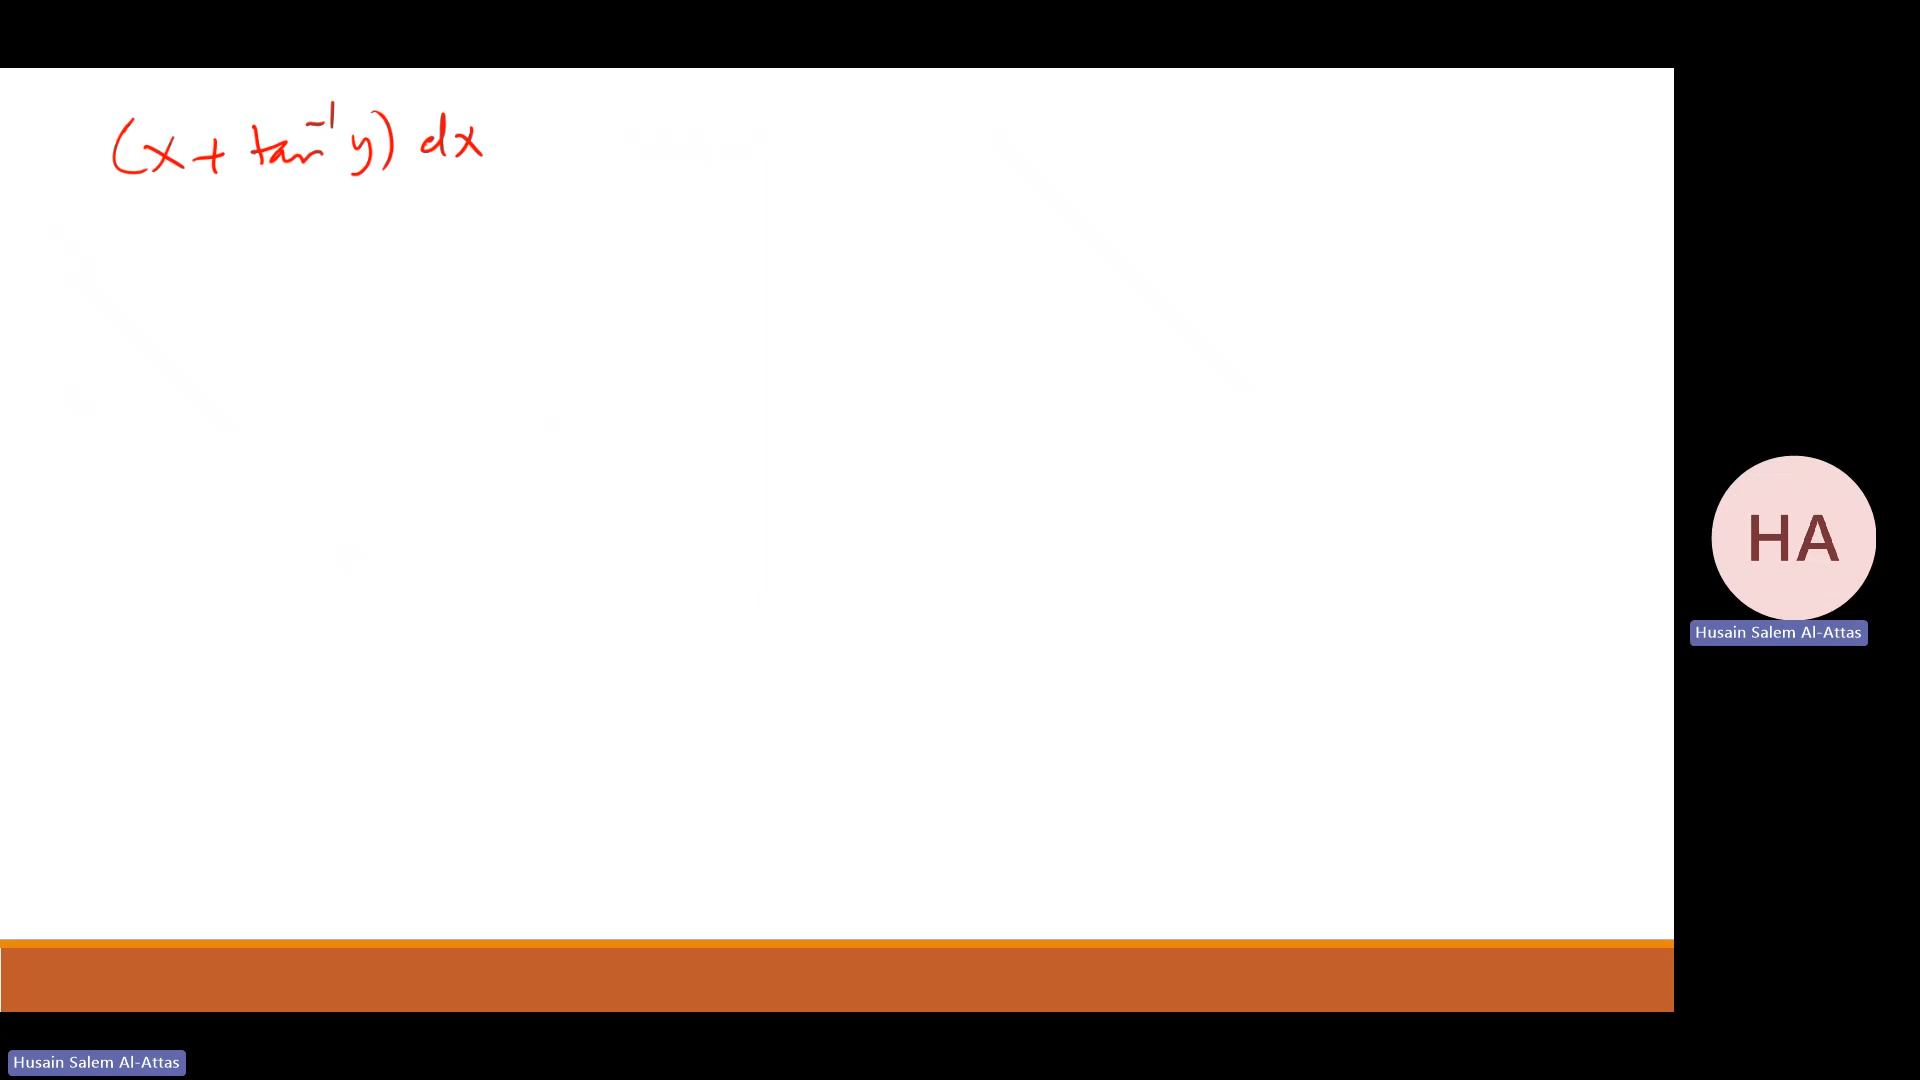 (x + tan⁻¹ y) dx
HA
Husain Salem Al-Attas
Husain Salem Al-Attas